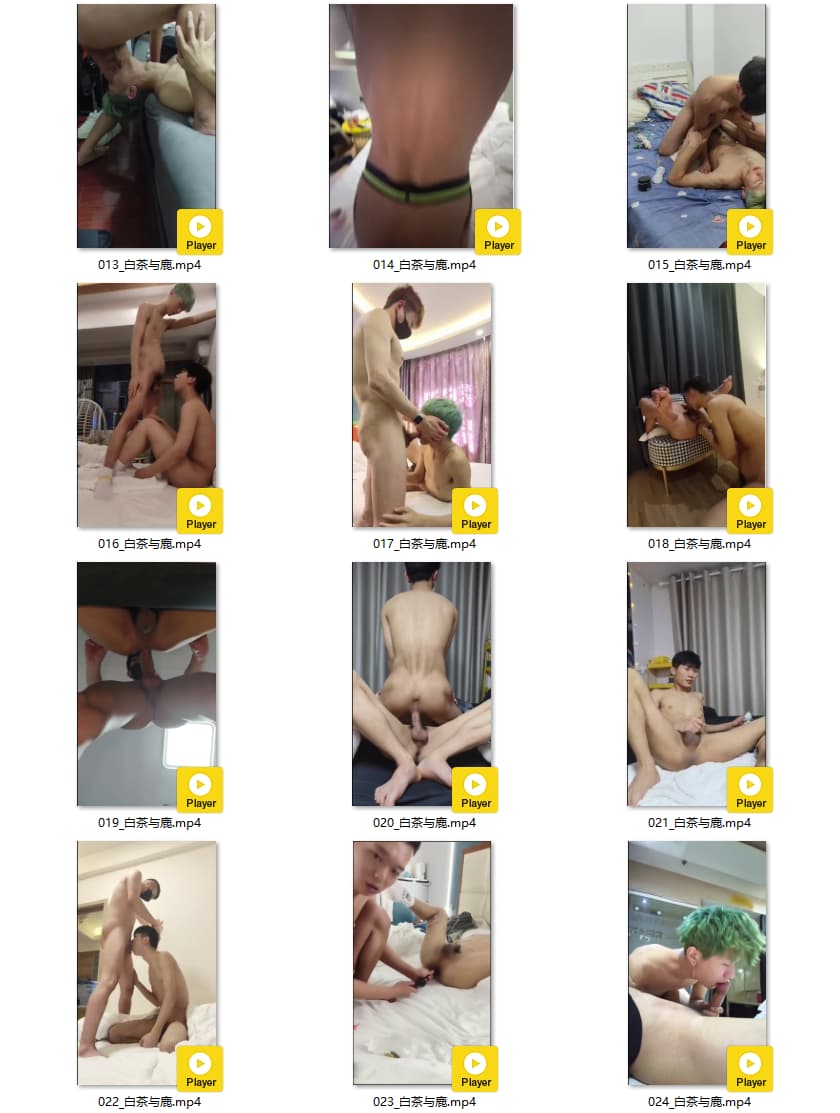 Player
Player
Player
013_白茶与鹿.mp4
014_白茶与鹿.mp4
015_白茶与鹿.mp4
Player
Player
Player
016_白茶与鹿.mp4
017_白茶与鹿.mp4
018_白茶与鹿.mp4
Player
Player
Player
019_白茶与鹿.mp4
020_白茶与鹿.mp4
021_白茶与鹿.mp4
Player
Player
Player
022_白茶与鹿.mp4
023_白茶与鹿.mp4
024_白茶与鹿.mp4